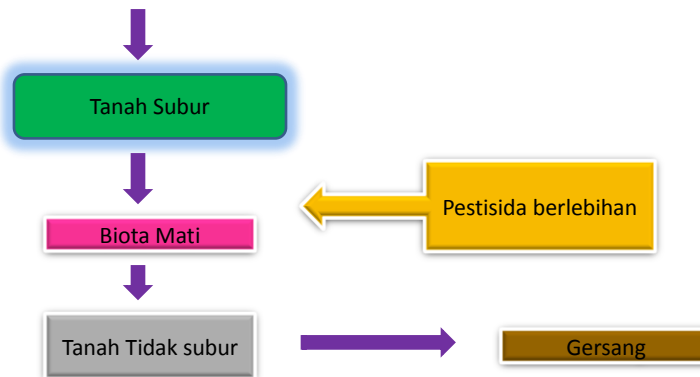 Tanah Subur
Pestisida berlebihan
Biota Mati
Tanah Tidak subur
Gersang